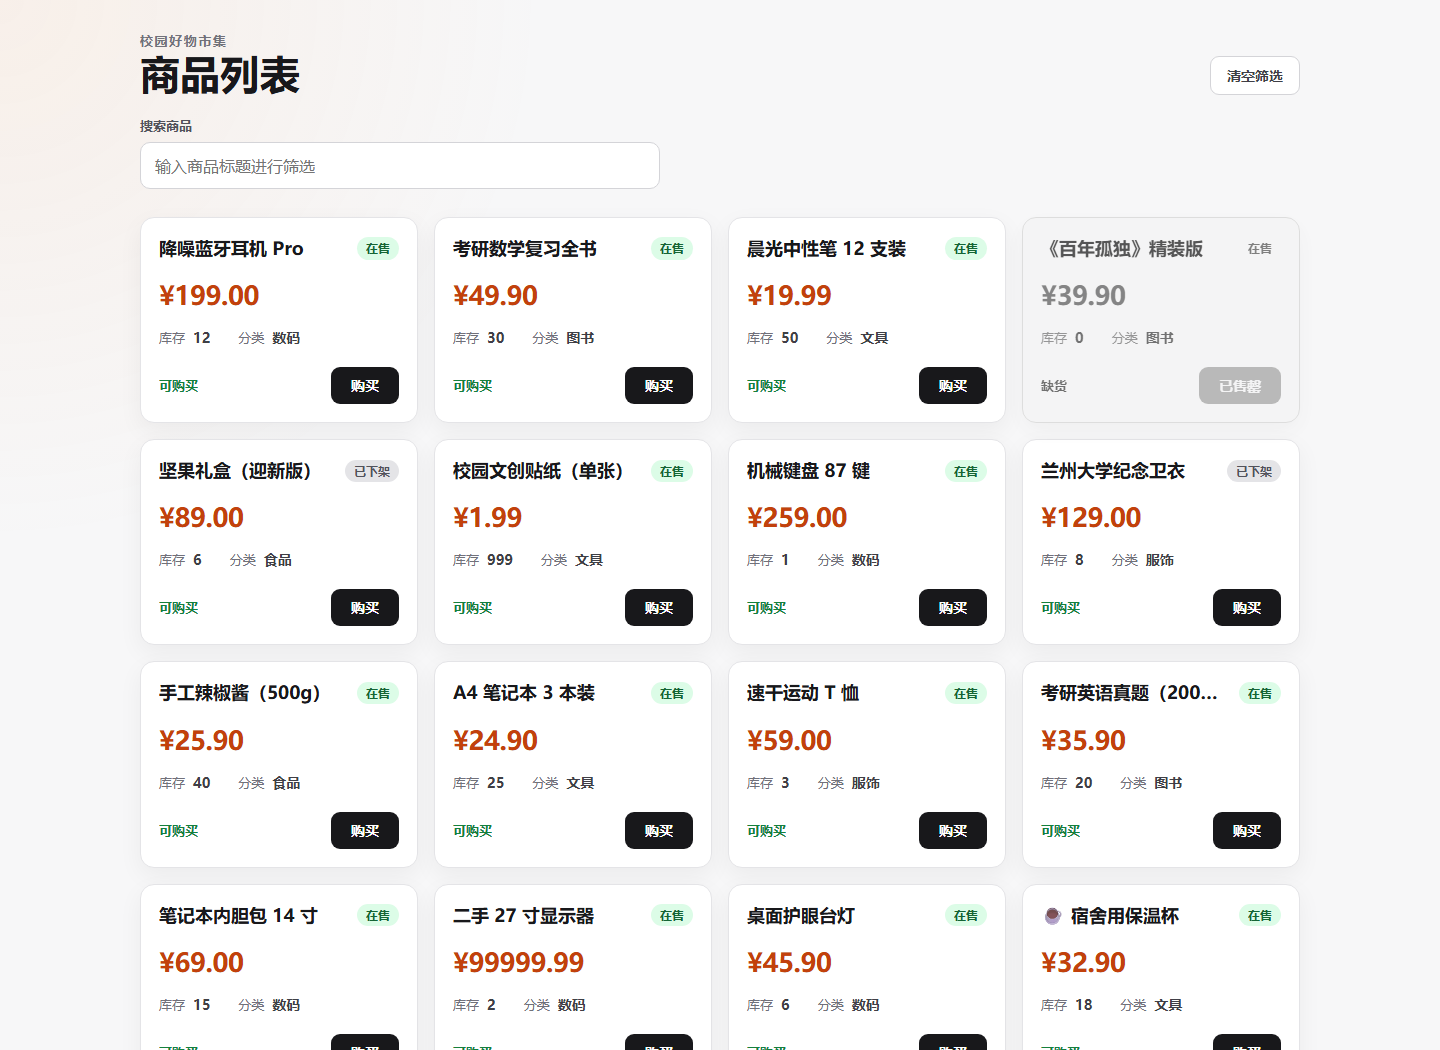 校园好物市集
商品列表
清空筛选
搜索商品
输入商品标题进行筛选
降噪蓝牙耳机 Pro 在售
¥199.00
库存 12 分类 数码
可购买 购买
考研数学复习全书 在售
¥49.90
库存 30 分类 图书
可购买 购买
晨光中性笔 12 支装 在售
¥19.99
库存 50 分类 文具
可购买 购买
《百年孤独》精装版 在售
¥39.90
库存 0 分类 图书
缺货 已售罄
坚果礼盒（迎新版） 已下架
¥89.00
库存 6 分类 食品
可购买 购买
校园文创贴纸（单张） 在售
¥1.99
库存 999 分类 文具
可购买 购买
机械键盘 87 键 在售
¥259.00
库存 1 分类 数码
可购买 购买
兰州大学纪念卫衣 已下架
¥129.00
库存 8 分类 服饰
可购买 购买
手工辣椒酱（500g） 在售
¥25.90
库存 40 分类 食品
可购买 购买
A4 笔记本 3 本装 在售
¥24.90
库存 25 分类 文具
可购买 购买
速干运动 T 恤 在售
¥59.00
库存 3 分类 服饰
可购买 购买
考研英语真题（200... 在售
¥35.90
库存 20 分类 图书
可购买 购买
笔记本内胆包 14 寸 在售
¥69.00
库存 15 分类 数码
二手 27 寸显示器 在售
¥99999.99
库存 2 分类 数码
桌面护眼台灯 在售
¥45.90
库存 6 分类 数码
宿舍用保温杯 在售
¥32.90
库存 18 分类 文具